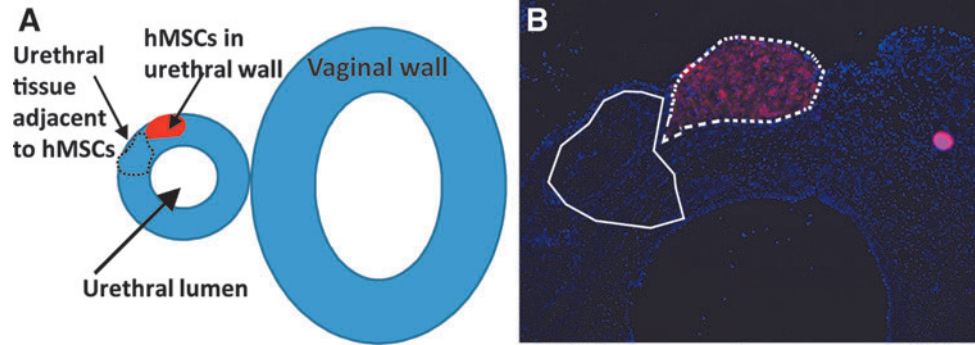 A
Urethral
tissue
adjacent
to hMSCs
hMSCs in
urethral wall
Vaginal wall
Urethral lumen
B